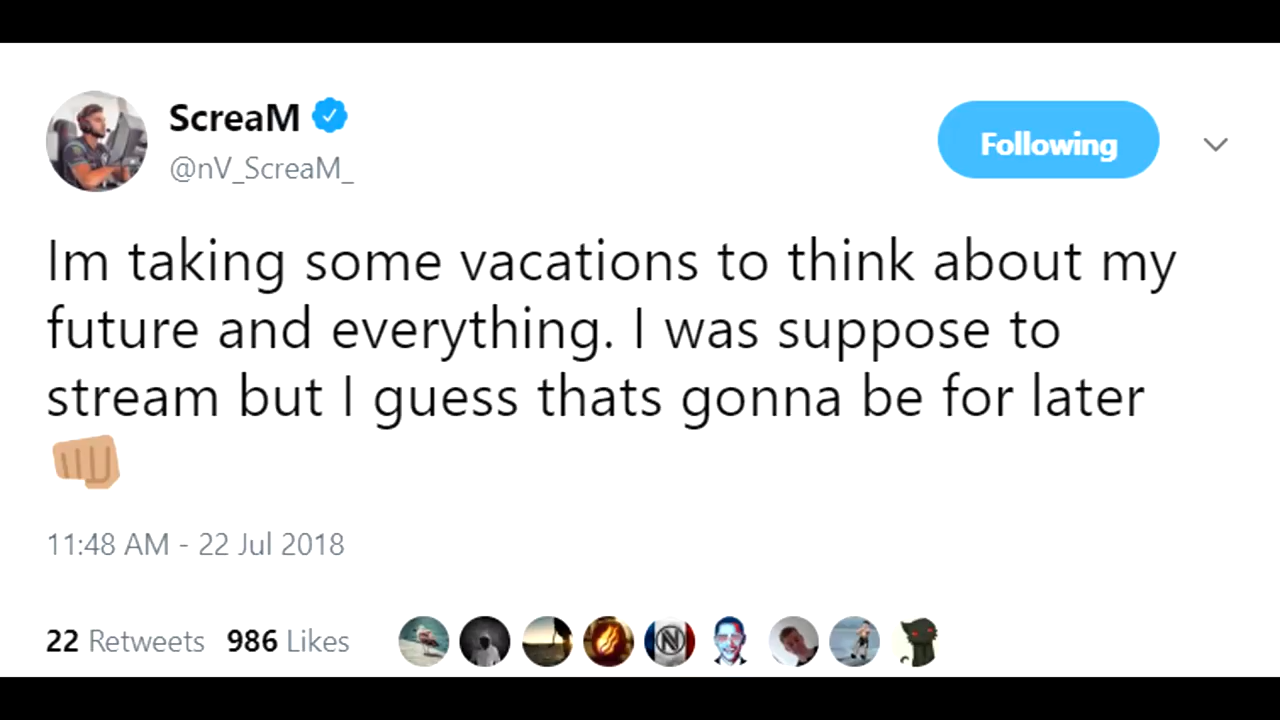 ScreaM
@nV_ScreaM_
Following
Im taking some vacations to think about my
future and everything. I was suppose to
stream but I guess thats gonna be for later
11:48 AM - 22 Jul 2018
22 Retweets 986 Likes